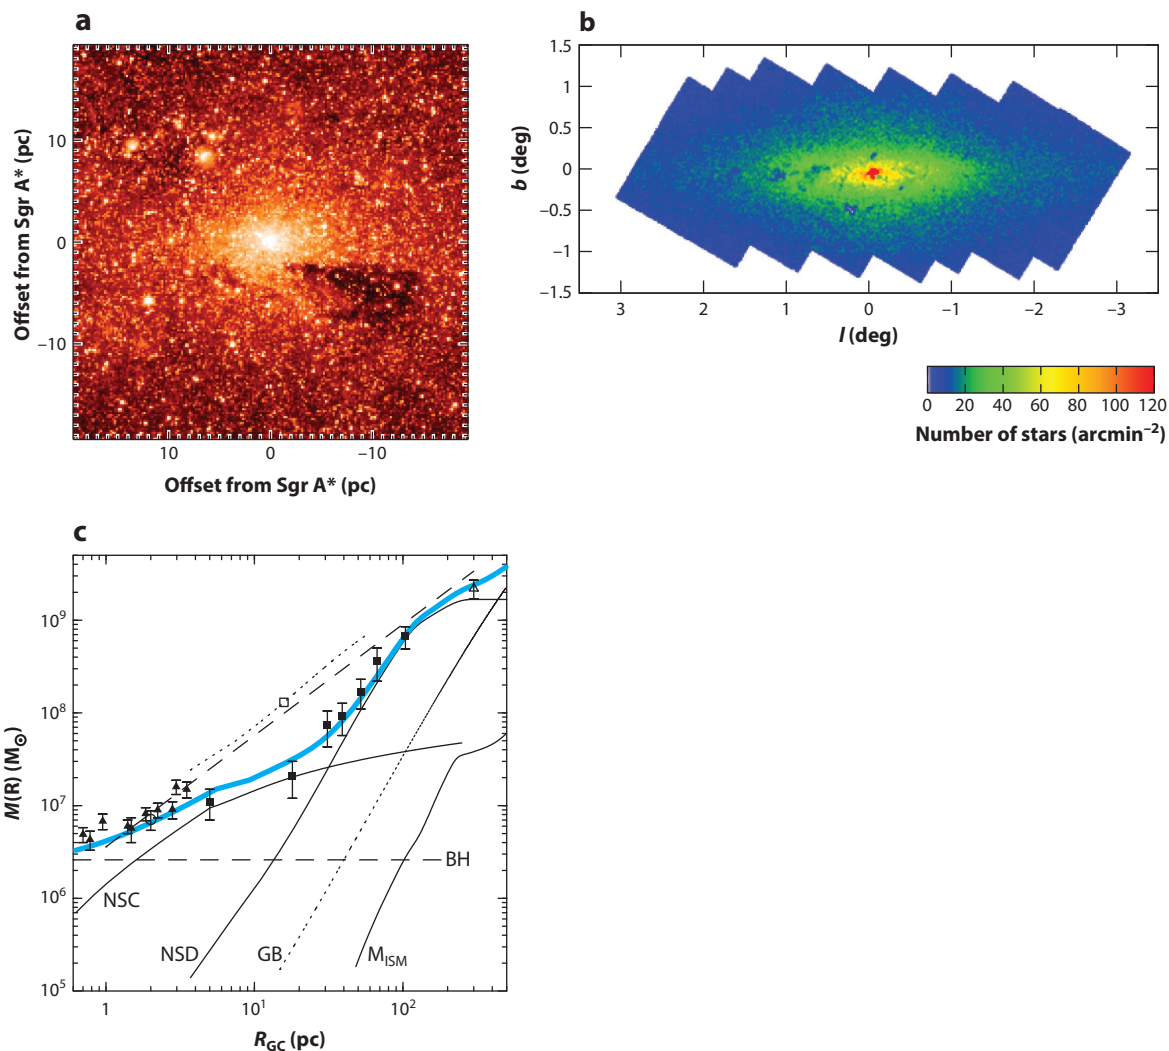 a
Offset from Sgr A* (pc)
10
0
−10
10
0
−10
Offset from Sgr A* (pc)
b
b (deg)
1.5
1
0.5
0
−0.5
−1
−1.5
3
2
1
0
−1
−2
−3
l (deg)
0
20
40
60
80
100
120
Number of stars (arcmin⁻²)
c
M(R) (M☉)
10⁹
10⁸
10⁷
10⁶
10⁵
BH
NSC
NSD
GB
M_ISM
1
10¹
10²
R_GC (pc)